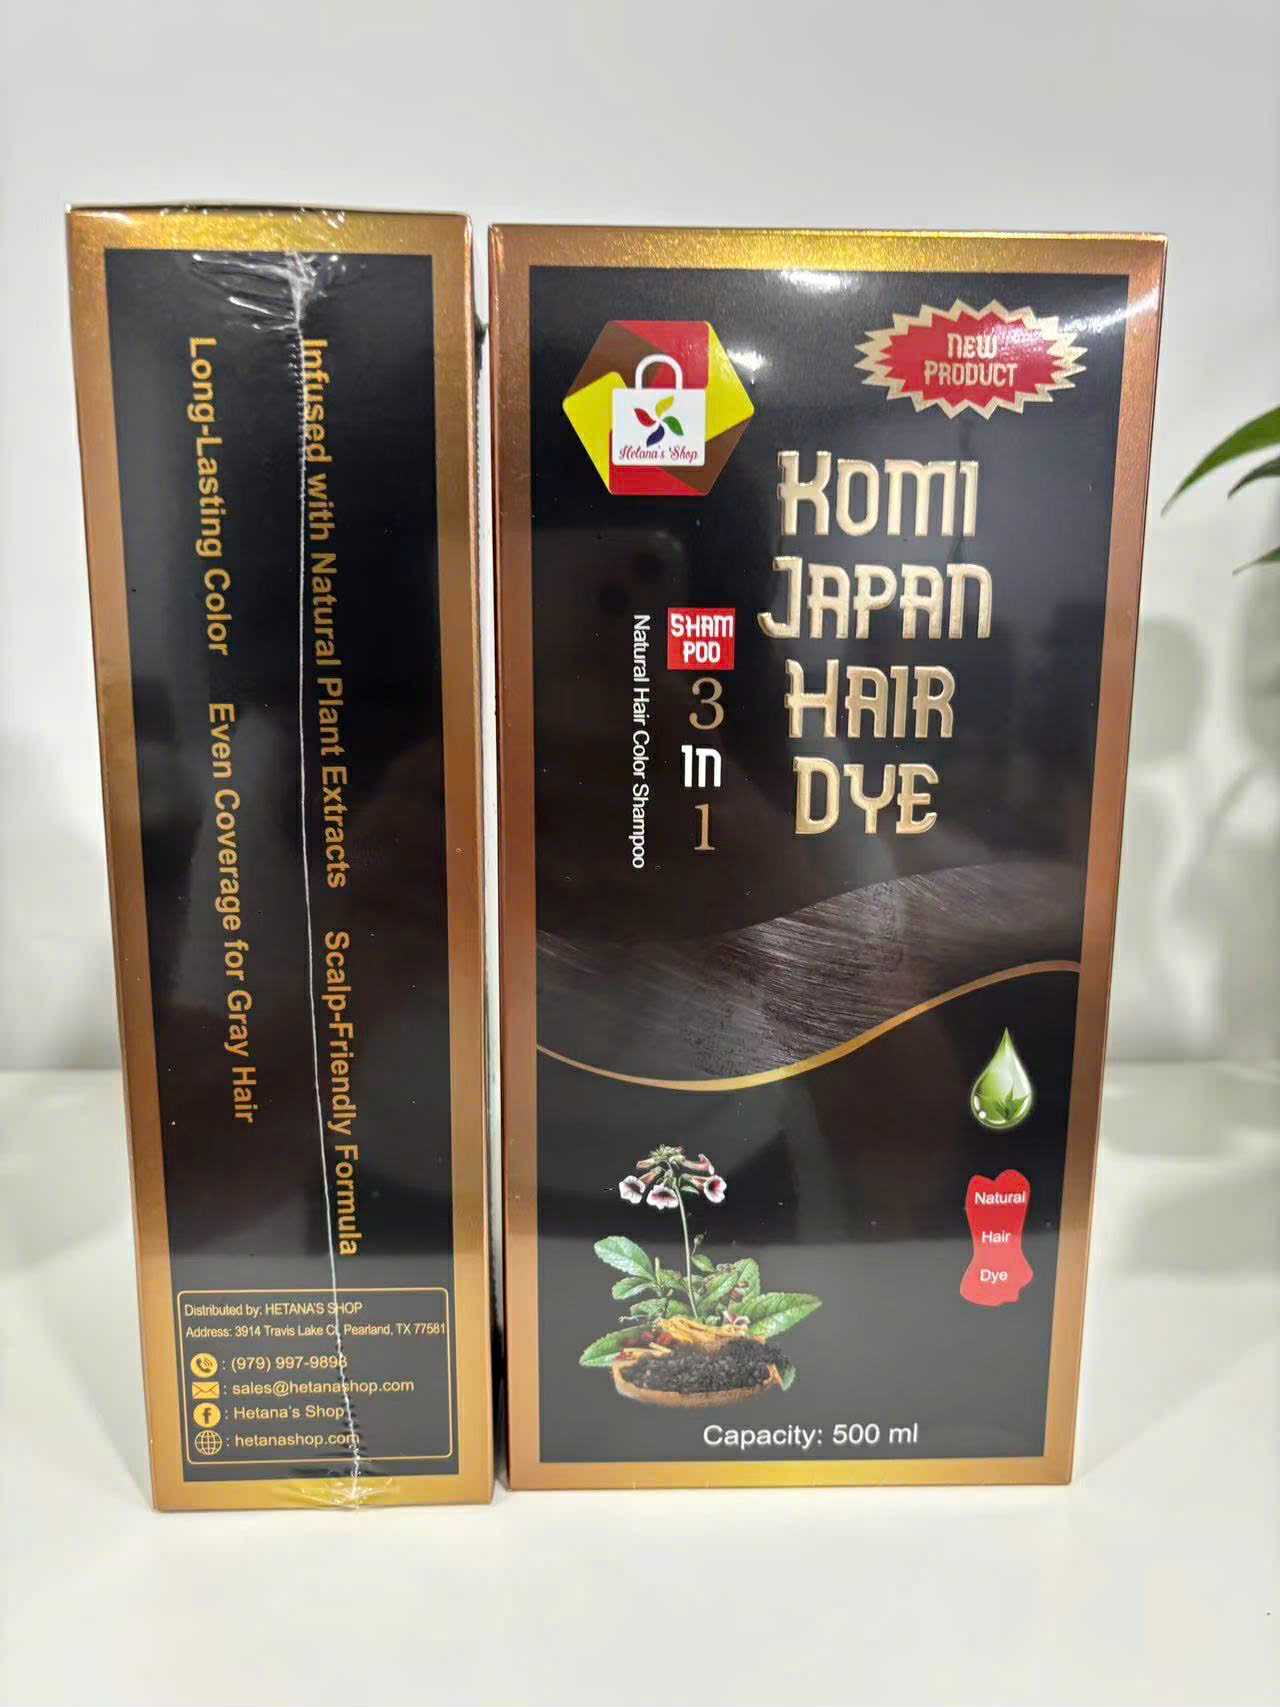 Infused with Natural Plant Extracts Scalp-Friendly Formula
Long-Lasting Color Even Coverage for Gray Hair
Distributed by: HETANA'S SHOP
Address: 3914 Travis Lake Ct, Pearland, TX 77581
: (979) 997-9898
: sales@hetanashop.com
: Hetana's Shop
: hetanashop.com
Hetana's Shop
NEW
PRODUCT
KOMI
JAPAN
HAIR
DYE
SHAM
POO
3
in
1
Natural Hair Color Shampoo
Natural
Hair
Dye
Capacity: 500 ml